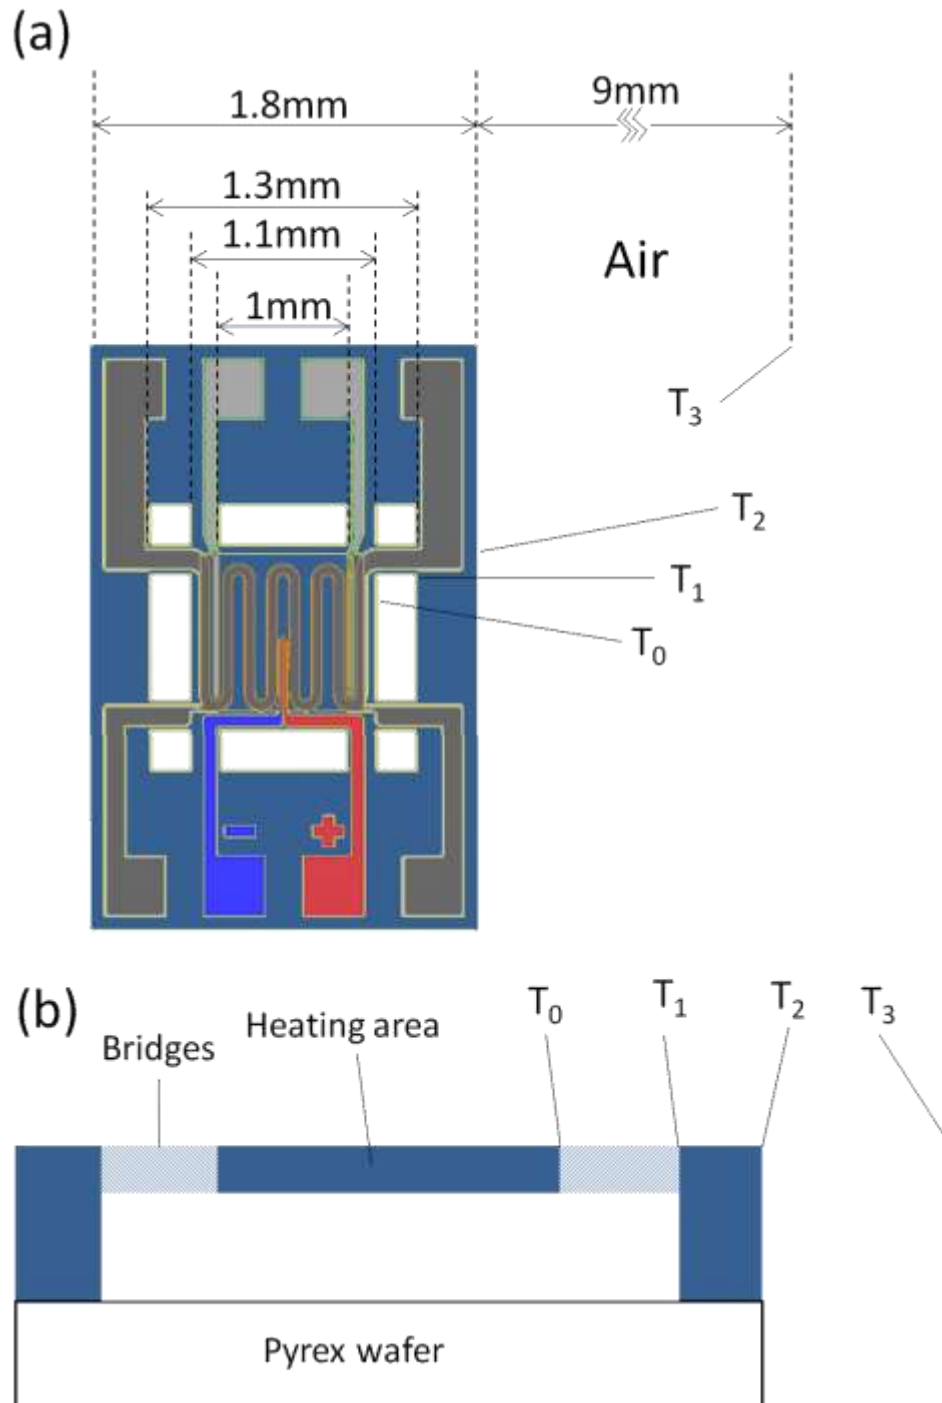 (a)
1.8mm
9mm
1.3mm
1.1mm
Air
1mm
T3
T2
T1
T0
- +
(b)
T0 T1 T2 T3
Heating area
Bridges
Pyrex wafer